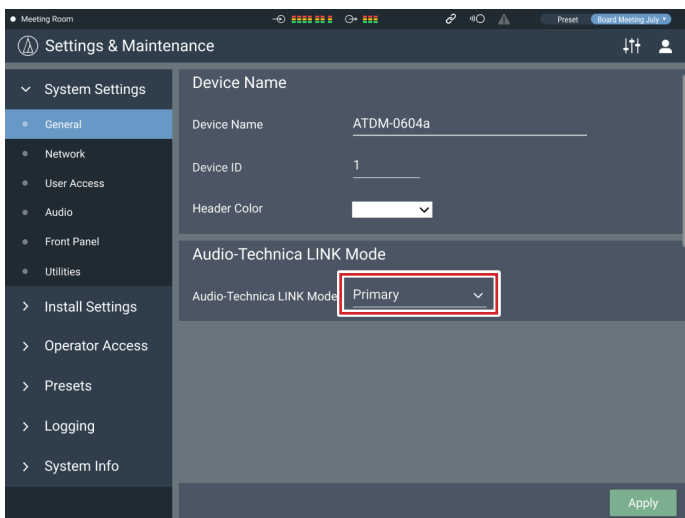 Meeting Room
Preset Board Meeting July
Settings & Maintenance
System Settings
General
Network
User Access
Audio
Front Panel
Utilities
Install Settings
Operator Access
Presets
Logging
System Info
Device Name
Device Name ATDM-0604a
Device ID 1
Header Color
Audio-Technica LINK Mode
Audio-Technica LINK Mode Primary
Apply